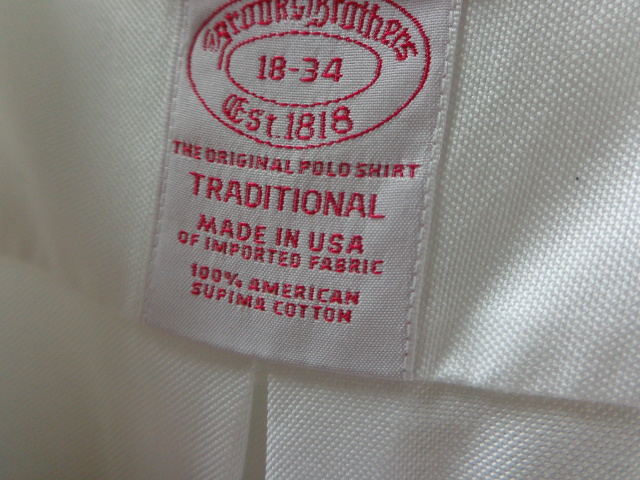 Brooks Brothers
18-34
Est. 1818
THE ORIGINAL POLO SHIRT
TRADITIONAL
MADE IN USA
OF IMPORTED FABRIC
100% AMERICAN
SUPIMA COTTON